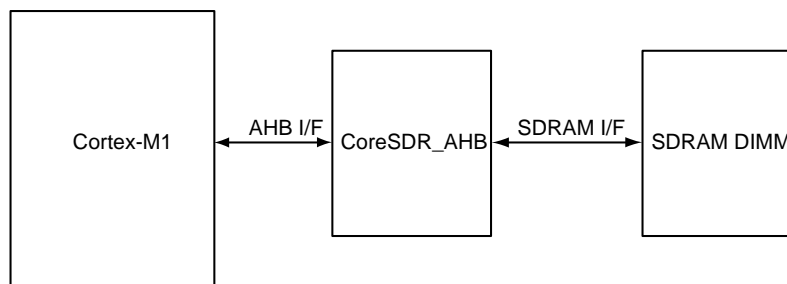 AHB I/F
SDRAM I/F
Cortex-M1
CoreSDR_AHB
SDRAM DIMM